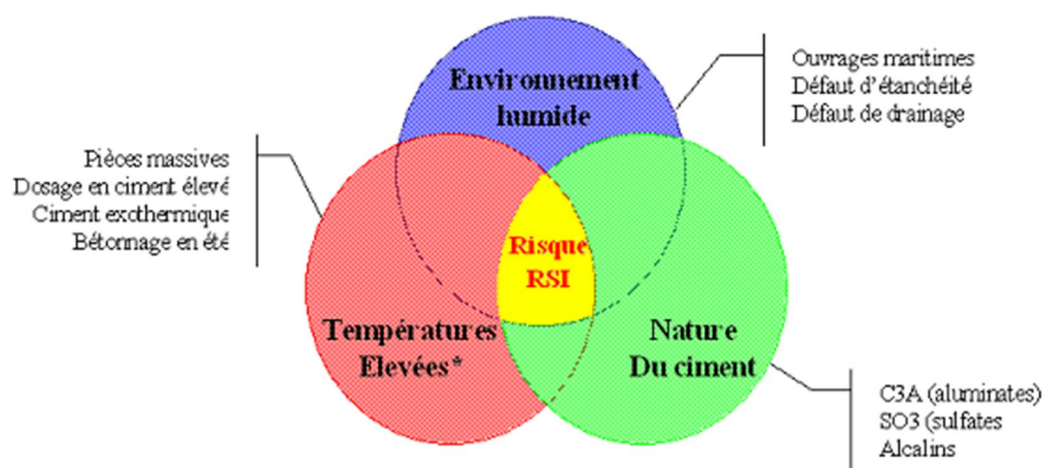 Environnement
humide
Ouvrages maritimes
Défaut d'étanchéité
Défaut de drainage
Pièces massives
Dosage en ciment élevé
Ciment exothermique
Bétonnage en été
Risque
RSI
Températures
Elevées*
Nature
Du ciment
C3A (aluminates)
SO3 (sulfates
Alcalins